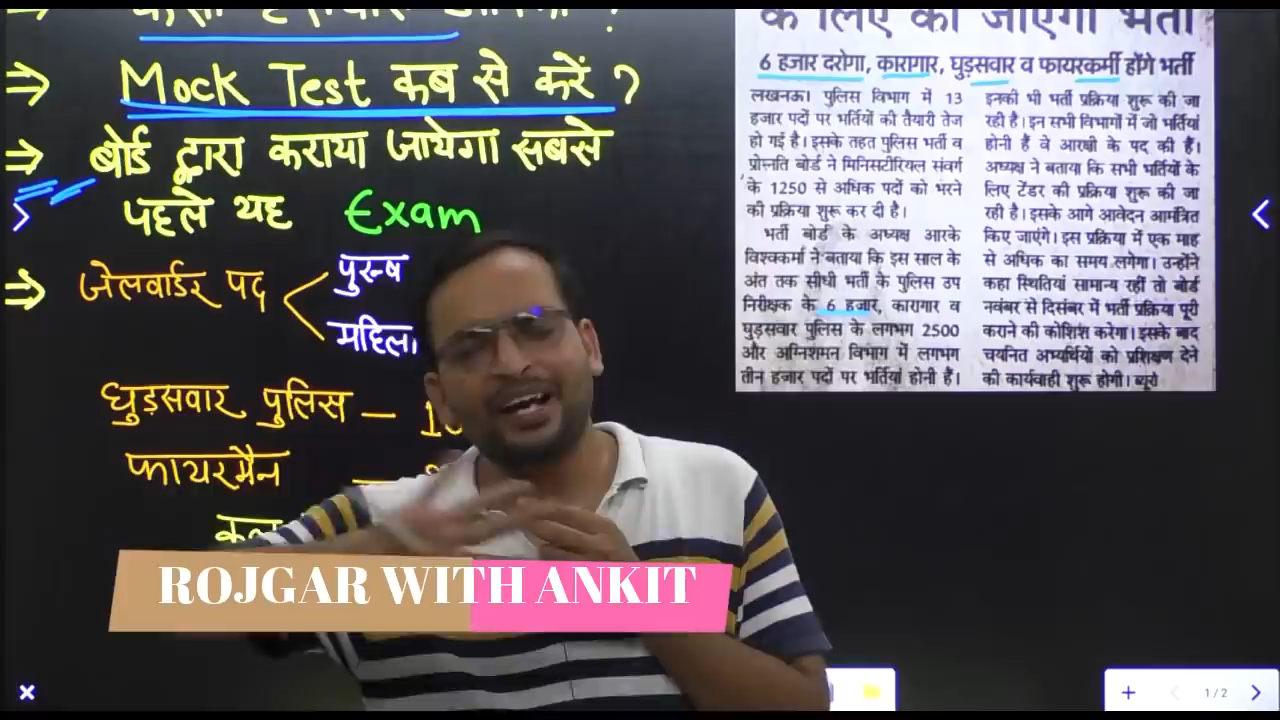 Mock Test कब से करें ?
बोर्ड द्वारा कराया जायेगा सबसे
पहले यह Exam
जेलवार्डर पद
पुरुष
महिला
घुड़सवार पुलिस –
फायरमैन –
ROJGAR WITH ANKIT
के लिए की जाएगी भर्ती
6 हजार दरोगा, कारागार, घुड़सवार व फायरकर्मी होंगे भर्ती
लखनऊ। पुलिस विभाग में 13
हजार पदों पर भर्तियों की तैयारी तेज
हो गई है। इसके तहत पुलिस भर्ती व
प्रोन्नति बोर्ड ने मिनिस्टीरियल संवर्ग
के 1250 से अधिक पदों को भरने
की प्रक्रिया शुरू कर दी है।
भर्ती बोर्ड के अध्यक्ष आरके
विश्वकर्मा ने बताया कि इस साल के
अंत तक सीधी भर्ती के पुलिस उप
निरीक्षक के 6 हजार, कारागार व
घुड़सवार पुलिस के लगभग 2500
और अग्निशमन विभाग में लगभग
तीन हजार पदों पर भर्तियां होनी हैं।
इनकी भी भर्ती प्रक्रिया शुरू की जा
रही है। इन सभी विभागों में जो भर्तियां
होनी हैं वे आरक्षी के पद की हैं।
अध्यक्ष ने बताया कि सभी भर्तियों के
लिए टेंडर की प्रक्रिया शुरू की जा
रही है। इसके आगे आवेदन आमंत्रित
किए जाएंगे। इस प्रक्रिया में एक माह
से अधिक का समय लगेगा। उन्होंने
कहा स्थितियां सामान्य रहीं तो बोर्ड
नवंबर से दिसंबर में भर्ती प्रक्रिया पूरी
कराने की कोशिश करेगा। इसके बाद
चयनित अभ्यर्थियों को प्रशिक्षण देने
की कार्यवाही शुरू होगी। ब्यूरो
1 / 2